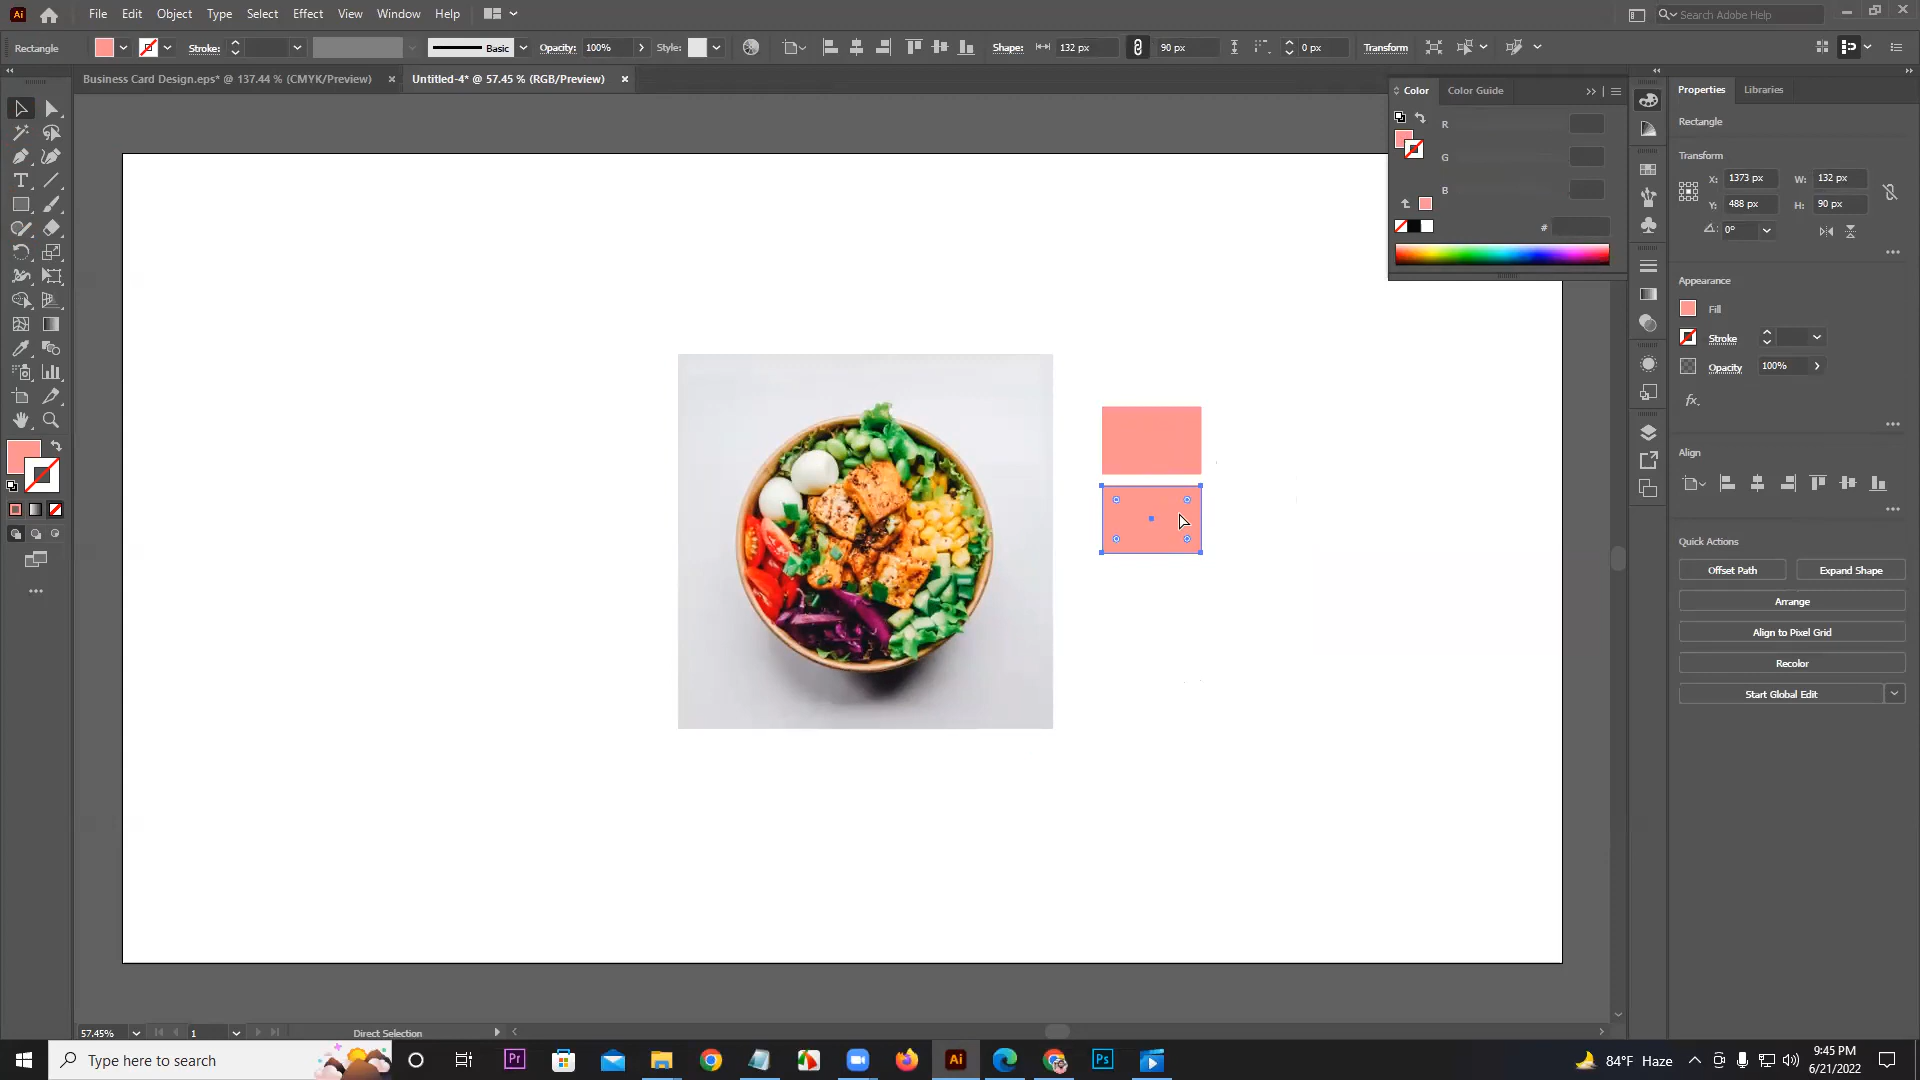 Ai File Edit Object Type Select Effect View Window Help Search Adobe Help
Rectangle Stroke: Basic Opacity: 100% Style: Shape: 132 px 90 px 0 px Transform
Business Card Design.eps* @ 137.44 % (CMYK/Preview) Untitled-4* @ 57.45 % (RGB/Preview)
Color Color Guide
R
G
B
#
Properties Libraries
Rectangle
Transform
X: 1373 px W: 132 px
Y: 488 px H: 90 px
0°
Appearance
Fill
Stroke
Opacity 100%
fx
Align
Quick Actions
Offset Path Expand Shape
Arrange
Align to Pixel Grid
Recolor
Start Global Edit
57.45% 1 Direct Selection
Type here to search Pr Ai Ps 84°F Haze 9:45 PM
6/21/2022